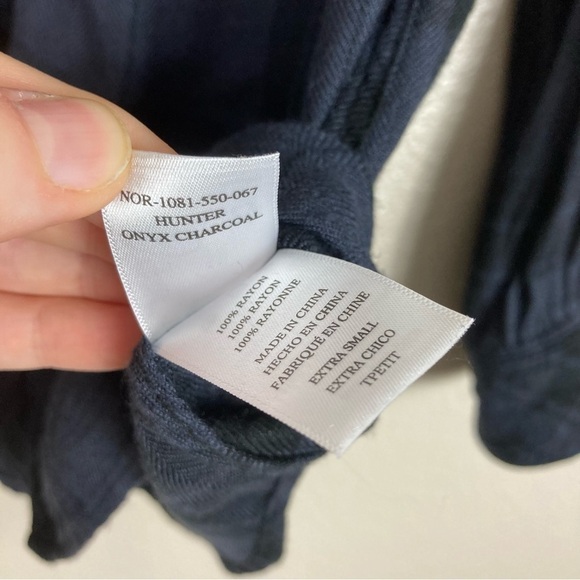 NOR-1081-550-067
HUNTER
ONYX CHARCOAL
100% RAYON
100% RAYON
100% RAYONNE
MADE IN CHINA
HECHO EN CHINA
FABRIQUÉ EN CHINE
EXTRA SMALL
EXTRA CHICO
TPETIT